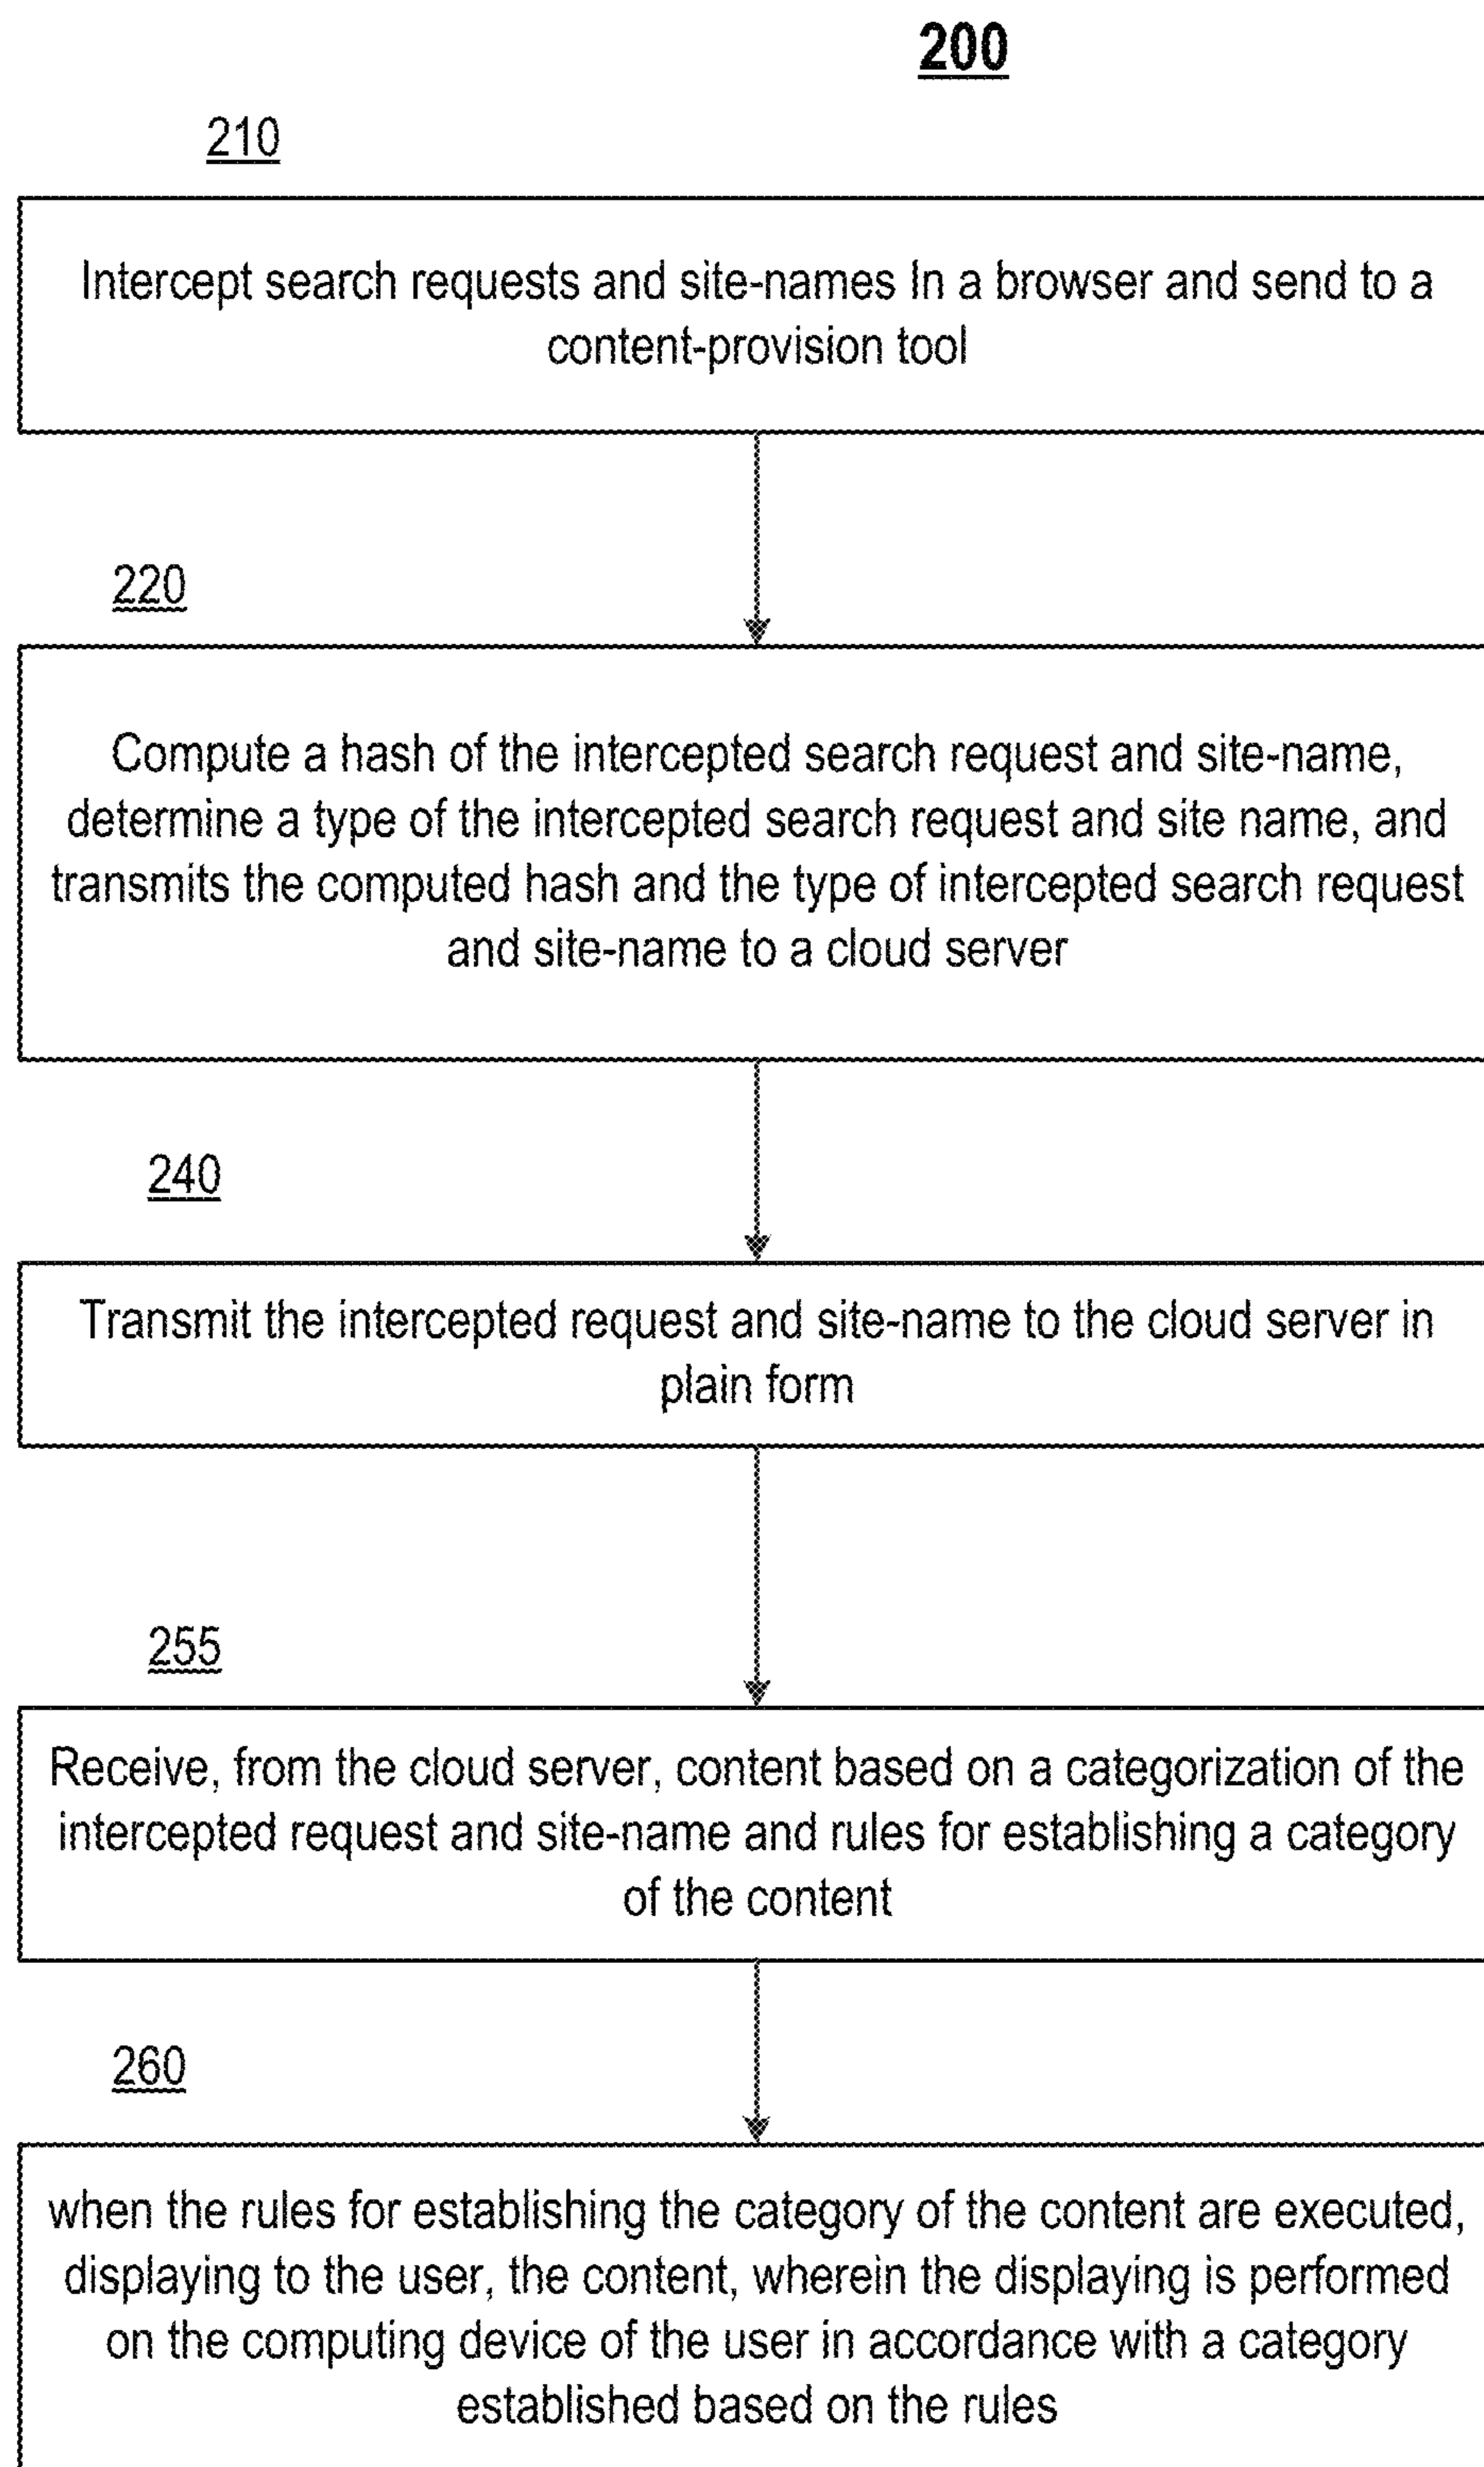 200
210
Intercept search requests and site-names In a browser and send to a
content-provision tool
220
Compute a hash of the intercepted search request and site-name,
determine a type of the intercepted search request and site name, and
transmits the computed hash and the type of intercepted search request
and site-name to a cloud server
240
Transmit the intercepted request and site-name to the cloud server in
plain form
255
Receive, from the cloud server, content based on a categorization of the
intercepted request and site-name and rules for establishing a category
of the content
260
when the rules for establishing the category of the content are executed,
displaying to the user, the content, wherein the displaying is performed
on the computing device of the user in accordance with a category
established based on the rules